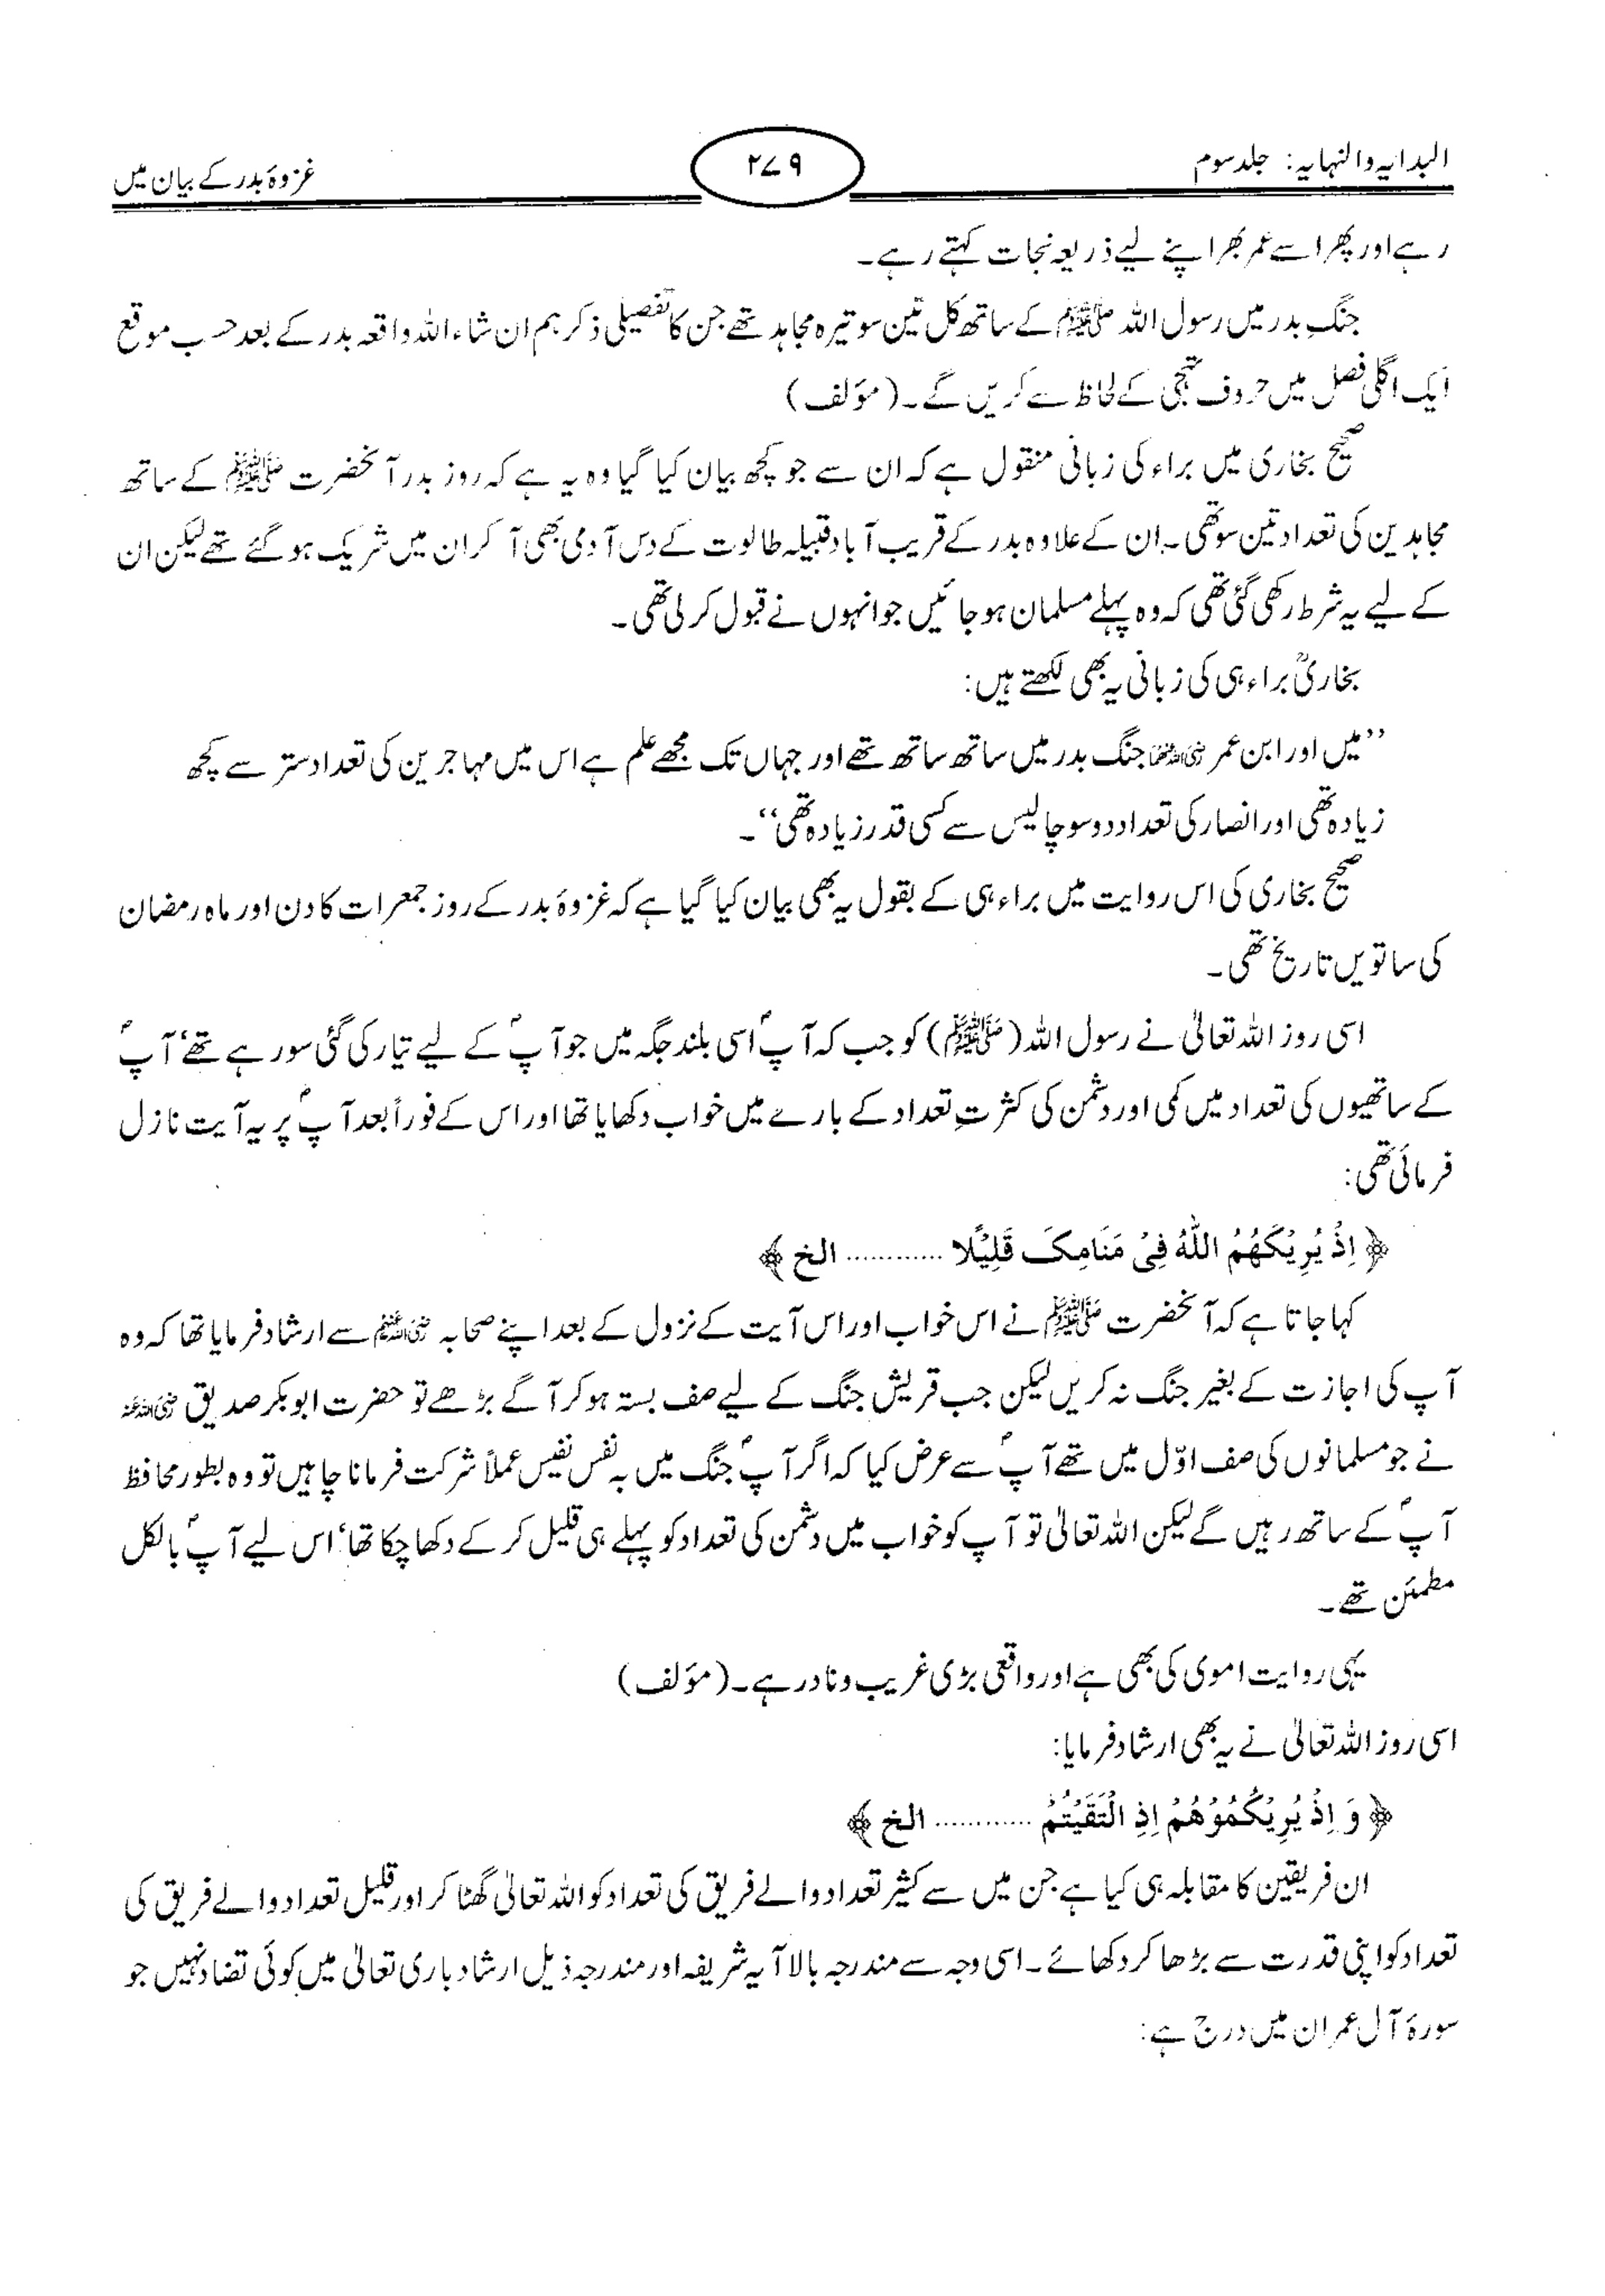 البدایہ والنہایہ: جلد سوم
۲۷۹
غزوۂ بدر کے بیان میں
رہے اور پھر اسے عمر بھر اپنے لیے ذریعہ نجات کہتے رہے۔
جنگِ بدر میں رسول اللہ ﷺ کے ساتھ کل تین سو تیرہ مجاہد تھے جن کا تفصیلی ذکر ہم ان شاء اللہ واقعہ بدر کے بعد حسب موقع
ایک اگلی فصل میں حروف تہجی کے لحاظ سے کریں گے۔ (مؤلف)
صحیح بخاری میں براء کی زبانی منقول ہے کہ ان سے جو کچھ بیان کیا گیا وہ یہ ہے کہ روز بدر آنحضرت ﷺ کے ساتھ
مجاہدین کی تعداد تین سو تھی۔ ان کے علاوہ بدر کے قریب آباد قبیلہ طالوت کے دس آدمی بھی آ کر ان میں شریک ہو گئے تھے لیکن ان
کے لیے یہ شرط رکھی گئی تھی کہ وہ پہلے مسلمان ہو جائیں جو انہوں نے قبول کر لی تھی۔
بخاریؒ براء ہی کی زبانی یہ بھی لکھتے ہیں:
’’میں اور ابن عمر رضی اللہ عنہما جنگ بدر میں ساتھ ساتھ تھے اور جہاں تک مجھے علم ہے اس میں مہاجرین کی تعداد ستر سے کچھ
زیادہ تھی اور انصار کی تعداد دو سو چالیس سے کسی قدر زیادہ تھی‘‘۔
صحیح بخاری کی اس روایت میں براء ہی کے بقول یہ بھی بیان کیا گیا ہے کہ غزوۂ بدر کے روز جمعرات کا دن اور ماہ رمضان
کی ساتویں تاریخ تھی۔
اسی روز اللہ تعالیٰ نے رسول اللہ (ﷺ) کو جب کہ آپؐ اسی بلند جگہ میں جو آپؐ کے لیے تیار کی گئی سو رہے تھے‘ آپؐ
کے ساتھیوں کی تعداد میں کمی اور دشمن کی کثرتِ تعداد کے بارے میں خواب دکھایا تھا اور اس کے فوراً بعد آپؐ پر یہ آیت نازل
فرمائی تھی:
﴿ اِذْ يُرِيْكَهُمُ اللّٰهُ فِىْ مَنَامِكَ قَلِيْلًا ............ الخ ﴾
کہا جاتا ہے کہ آنحضرت ﷺ نے اس خواب اور اس آیت کے نزول کے بعد اپنے صحابہ رضی اللہ عنہم سے ارشاد فرمایا تھا کہ وہ
آپ کی اجازت کے بغیر جنگ نہ کریں لیکن جب قریش جنگ کے لیے صف بستہ ہو کر آگے بڑھے تو حضرت ابوبکر صدیق رضی اللہ عنہ
نے جو مسلمانوں کی صف اوّل میں تھے آپؐ سے عرض کیا کہ اگر آپؐ جنگ میں بہ نفس نفیس عملاً شرکت فرمانا چاہیں تو وہ بطور محافظ
آپؐ کے ساتھ رہیں گے لیکن اللہ تعالیٰ تو آپ کو خواب میں دشمن کی تعداد کو پہلے ہی قلیل کر کے دکھا چکا تھا‘ اس لیے آپؐ بالکل
مطمئن تھے۔
یہی روایت اموی کی بھی ہے اور واقعی بڑی غریب و نادر ہے۔ (مؤلف)
اسی روز اللہ تعالیٰ نے یہ بھی ارشاد فرمایا:
﴿ وَ اِذْ يُرِيْكُمُوْهُمْ اِذِ الْتَقَيْتُمْ ............ الخ ﴾
ان فریقین کا مقابلہ ہی کیا ہے جن میں سے کثیر تعداد والے فریق کی تعداد کو اللہ تعالیٰ گھٹا کر اور قلیل تعداد والے فریق کی
تعداد کو اپنی قدرت سے بڑھا کر دکھائے۔ اسی وجہ سے مندرجہ بالا آیہ شریفہ اور مندرجہ ذیل ارشاد باری تعالیٰ میں کوئی تضاد نہیں جو
سورۂ آل عمران میں درج ہے: